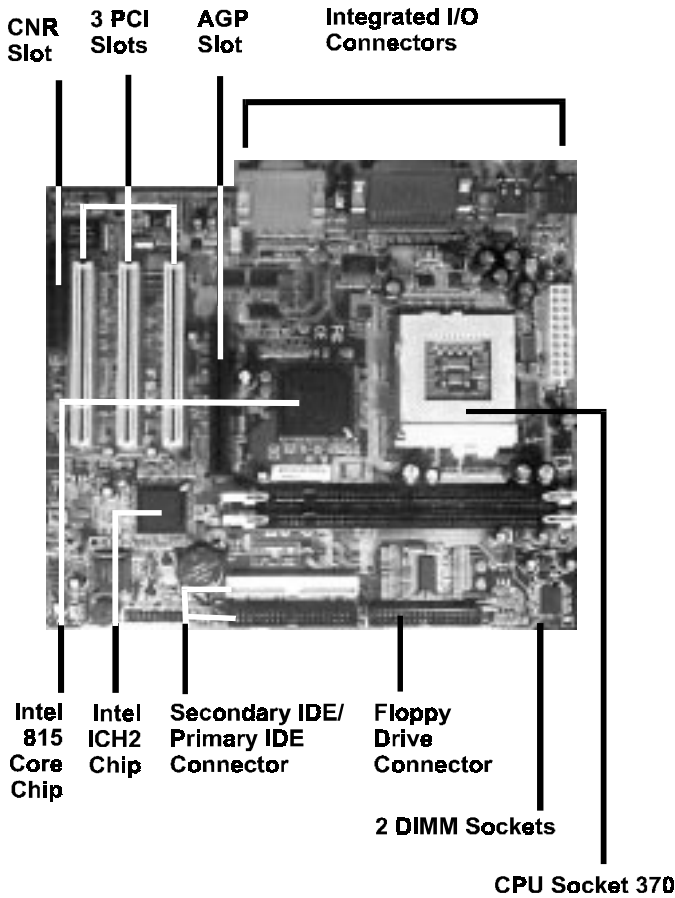 CNR
Slot
3 PCI
Slots
AGP
Slot
Integrated I/O
Connectors
Intel
815
Core
Chip
Intel
ICH2
Chip
Secondary IDE/
Primary IDE
Connector
Floppy
Drive
Connector
2 DIMM Sockets
CPU Socket 370